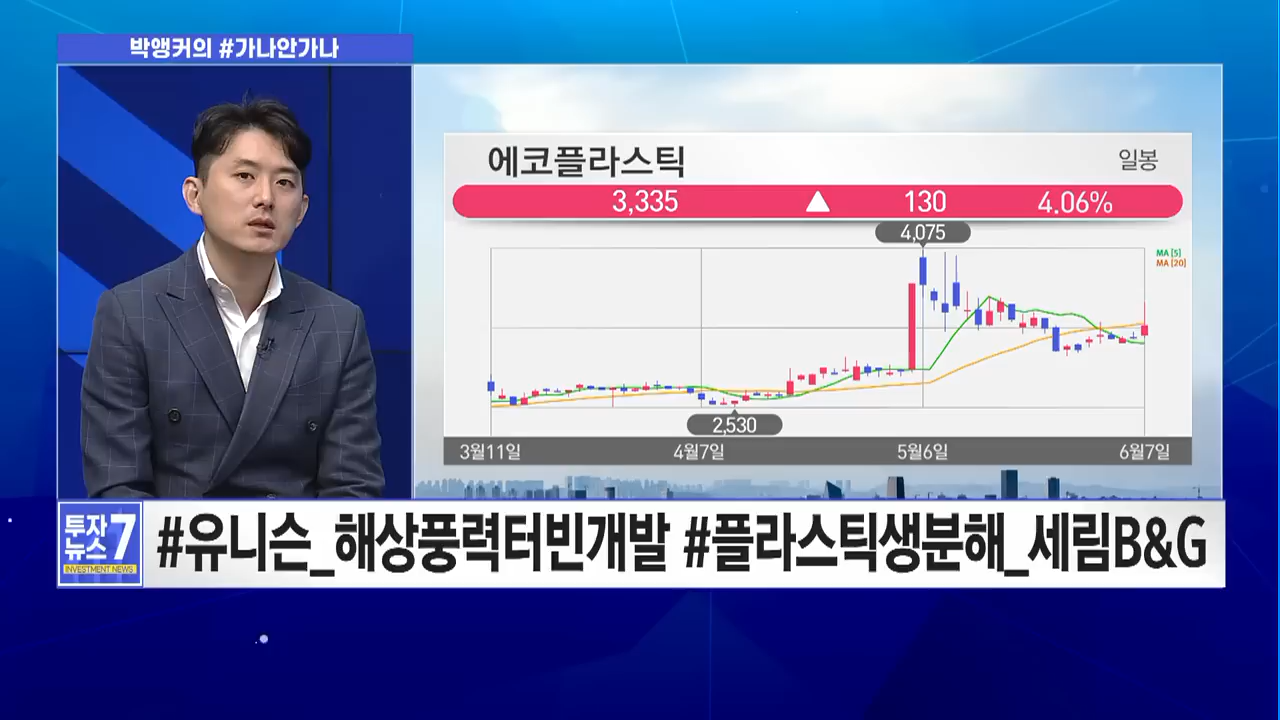 박앵커의 #가나안가나
에코플라스틱
일봉
3,335 ▲ 130 4.06%
4,075
MA [5]
MA [20]
2,530
3월11일 4월7일 5월6일 6월7일
투자
뉴스 7
INVESTMENT NEWS
#유니슨_해상풍력터빈개발 #플라스틱생분해_세림B&G